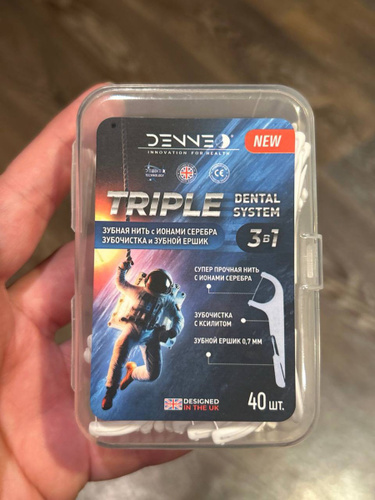 DENNEO
INNOVATION FOR HEALTH
NEW
TRIPLE
DENTAL
SYSTEM
ЗУБНАЯ НИТЬ С ИОНАМИ СЕРЕБРА
ЗУБОЧИСТКА И ЗУБНОЙ ЕРШИК
3В1
СУПЕР ПРОЧНАЯ НИТЬ
С ИОНАМИ СЕРЕБРА
ЗУБОЧИСТКА
С КСИЛИТОМ
ЗУБНОЙ ЕРШИК 0,7 ММ
DESIGNED
IN THE UK
40 ШТ.